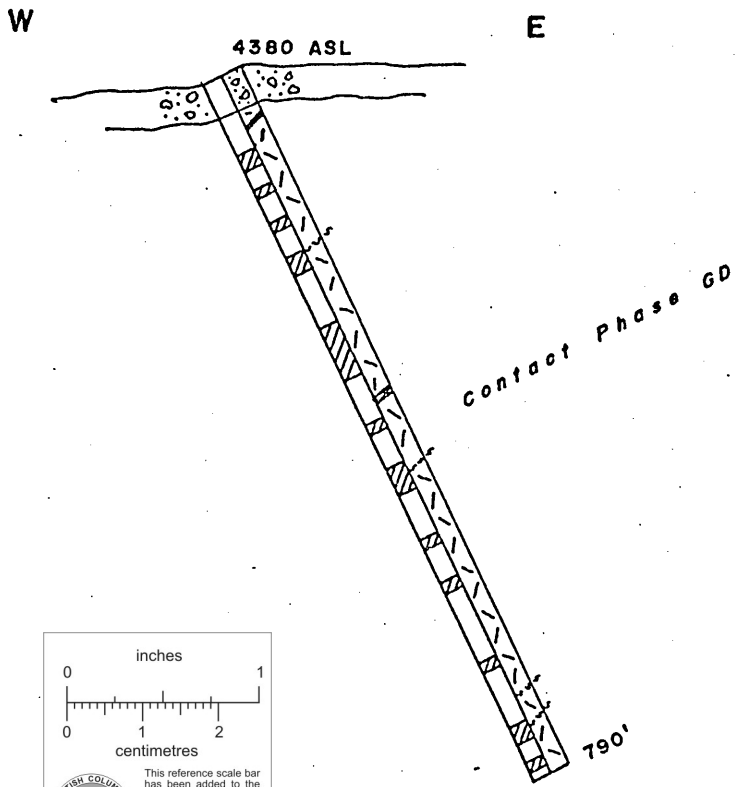 W
E
4380 ASL
Contact Phase GD
790'
inches
0 1
0 1 2
centimetres
This reference scale bar
has been added to the